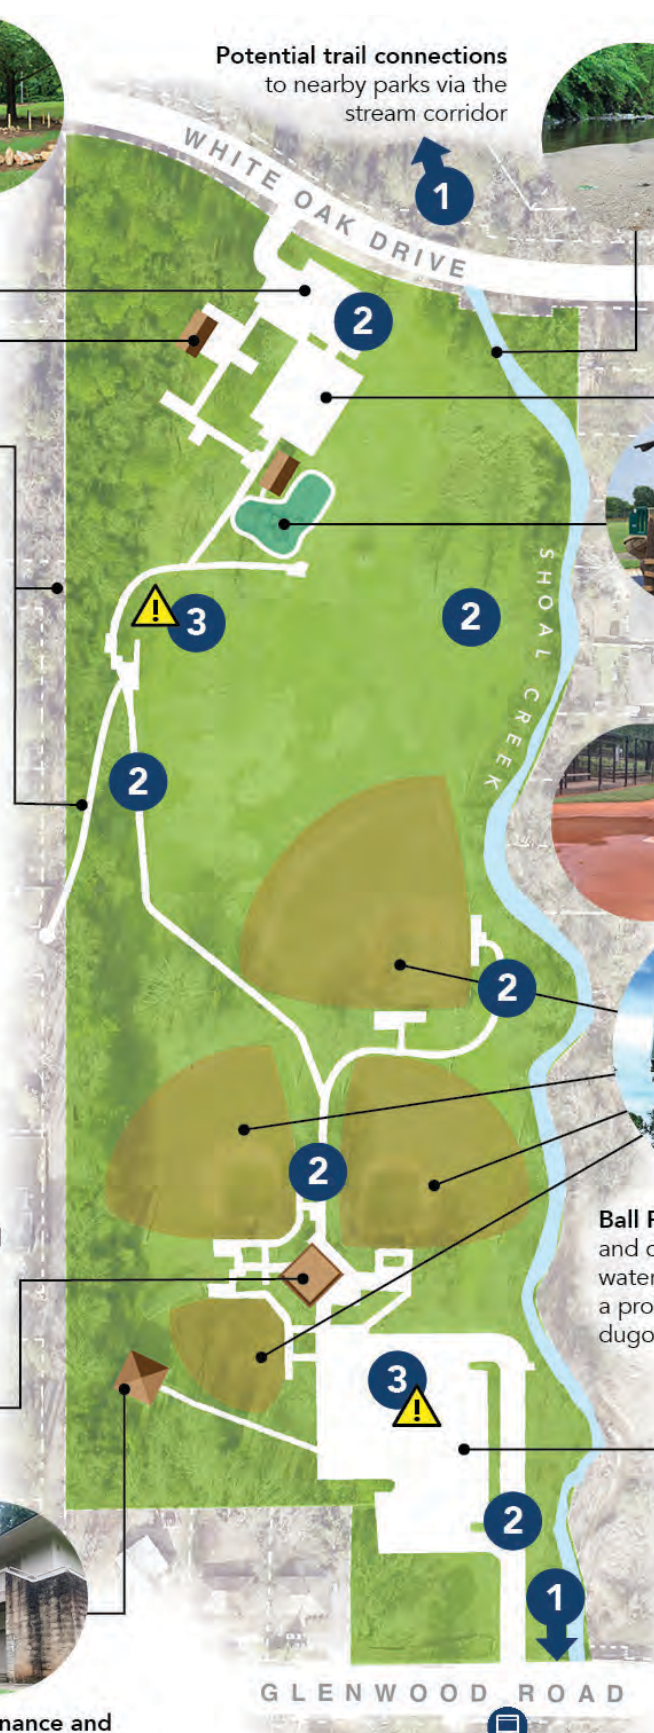 Potential trail connections
to nearby parks via the
stream corridor
1
WHITE OAK DRIVE
2
3
2
SHOAL CREEK
2
2
2
Ball
and
water
a pro
dugo
3
2
1
GLENWOOD ROAD
nance and